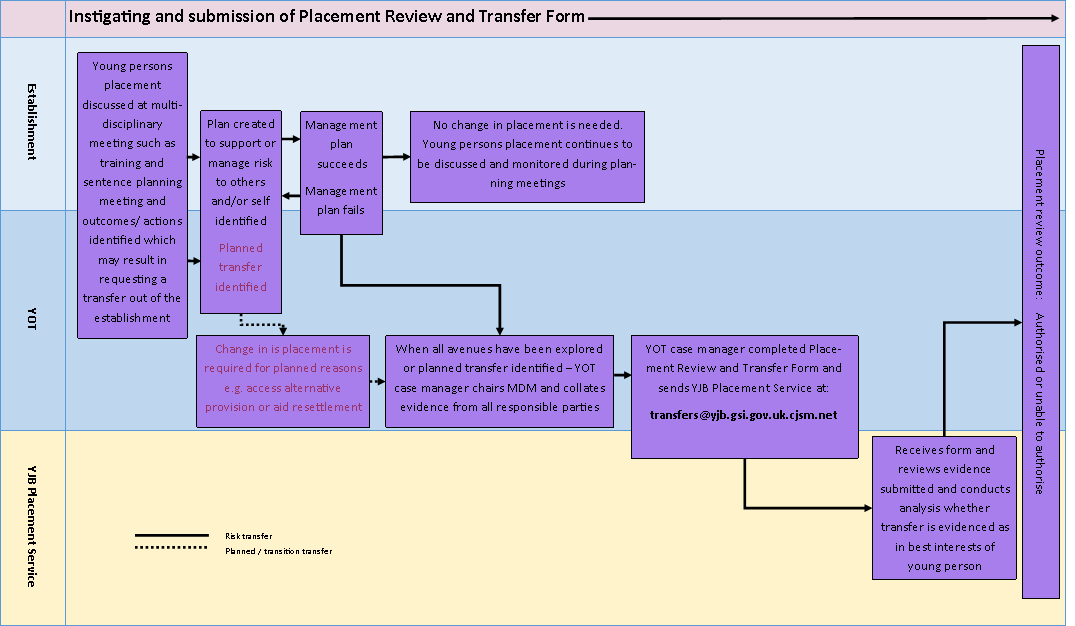 Instigating and submission of Placement Review and Transfer Form
Establishment
Young persons
placement
discussed at multi-
disciplinary
meeting such as
training and
sentence planning
meeting and
outcomes/ actions
identified which
may result in
requesting a
transfer out of the
establishment
Plan created
to support or
manage risk
to others
and/or self
identified
Planned
transfer
identified
Management
plan
succeeds
Management
plan fails
No change in placement is needed.
Young persons placement continues to
be discussed and monitored during plan-
ning meetings
YOT
Change in is placement is
required for planned reasons
e.g. access alternative
provision or aid resettlement
When all avenues have been explored
or planned transfer identified – YOT
case manager chairs MDM and collates
evidence from all responsible parties
YOT case manager completed Place-
ment Review and Transfer Form and
sends YJB Placement Service at:
transfers@yjb.gsi.gov.uk.cjsm.net
YJB Placement Service
Receives form and
reviews evidence
submitted and conducts
analysis whether
transfer is evidenced as
in best interests of
young person
Placement review outcome: Authorised or unable to authorise
Risk transfer
Planned / transition transfer